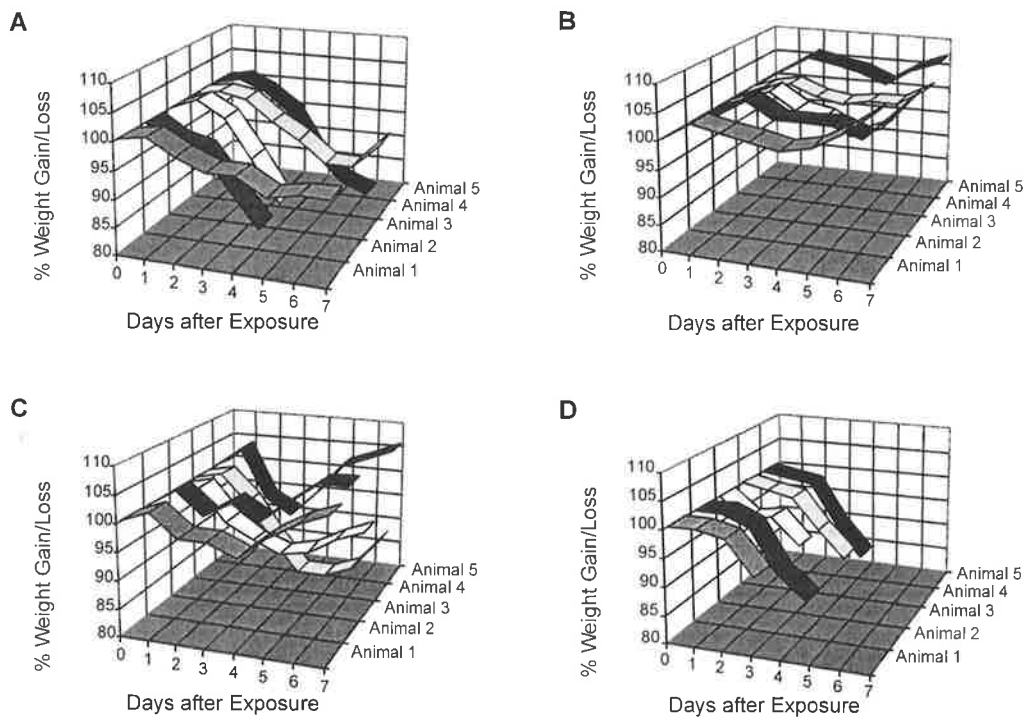 A
% Weight Gain/Loss
110
105
100
95
90
85
80
0 1 2 3 4 5 6 7
Days after Exposure
Animal 5
Animal 4
Animal 3
Animal 2
Animal 1
B
% Weight Gain/Loss
110
105
100
95
90
85
80
0 1 2 3 4 5 6 7
Days after Exposure
Animal 5
Animal 4
Animal 3
Animal 2
Animal 1
C
% Weight Gain/Loss
110
105
100
95
90
85
80
0 1 2 3 4 5 6 7
Days after Exposure
Animal 5
Animal 4
Animal 3
Animal 2
Animal 1
D
% Weight Gain/Loss
110
105
100
95
90
85
80
0 1 2 3 4 5 6 7
Days after Exposure
Animal 5
Animal 4
Animal 3
Animal 2
Animal 1